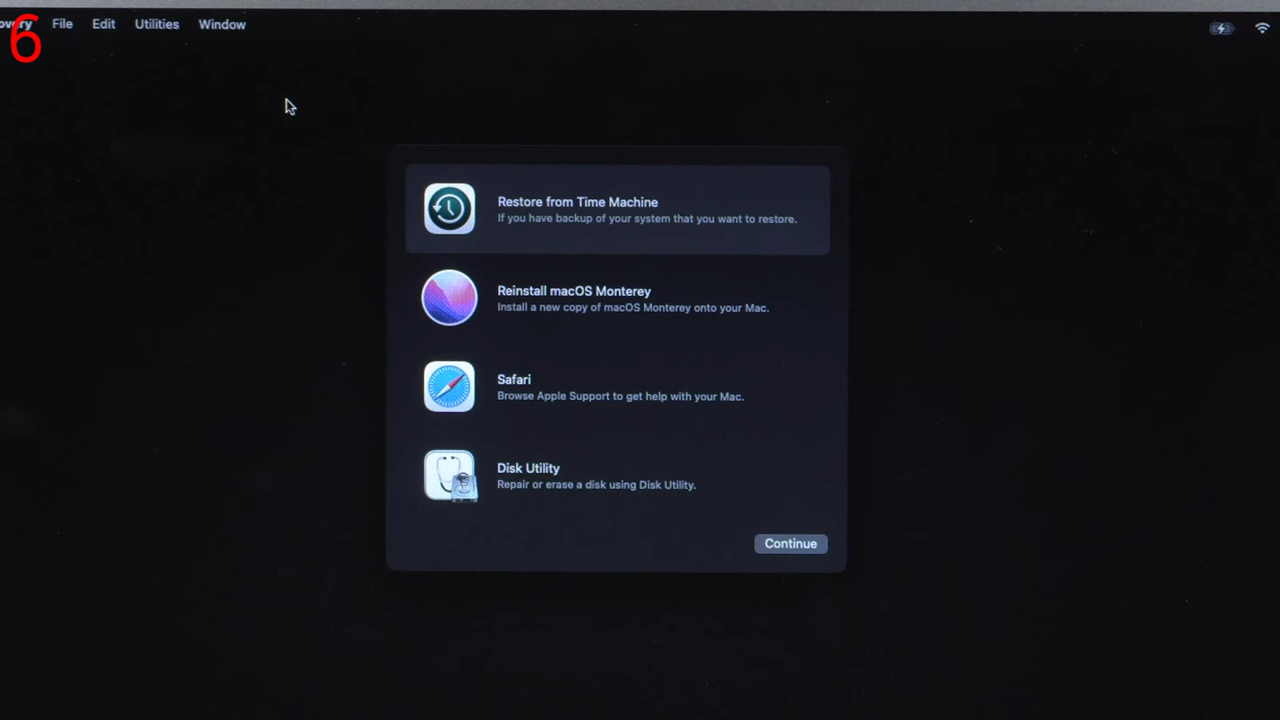 File Edit Utilities Window
6
Restore from Time Machine
If you have backup of your system that you want to restore.
Reinstall macOS Monterey
Install a new copy of macOS Monterey onto your Mac.
Safari
Browse Apple Support to get help with your Mac.
Disk Utility
Repair or erase a disk using Disk Utility.
Continue